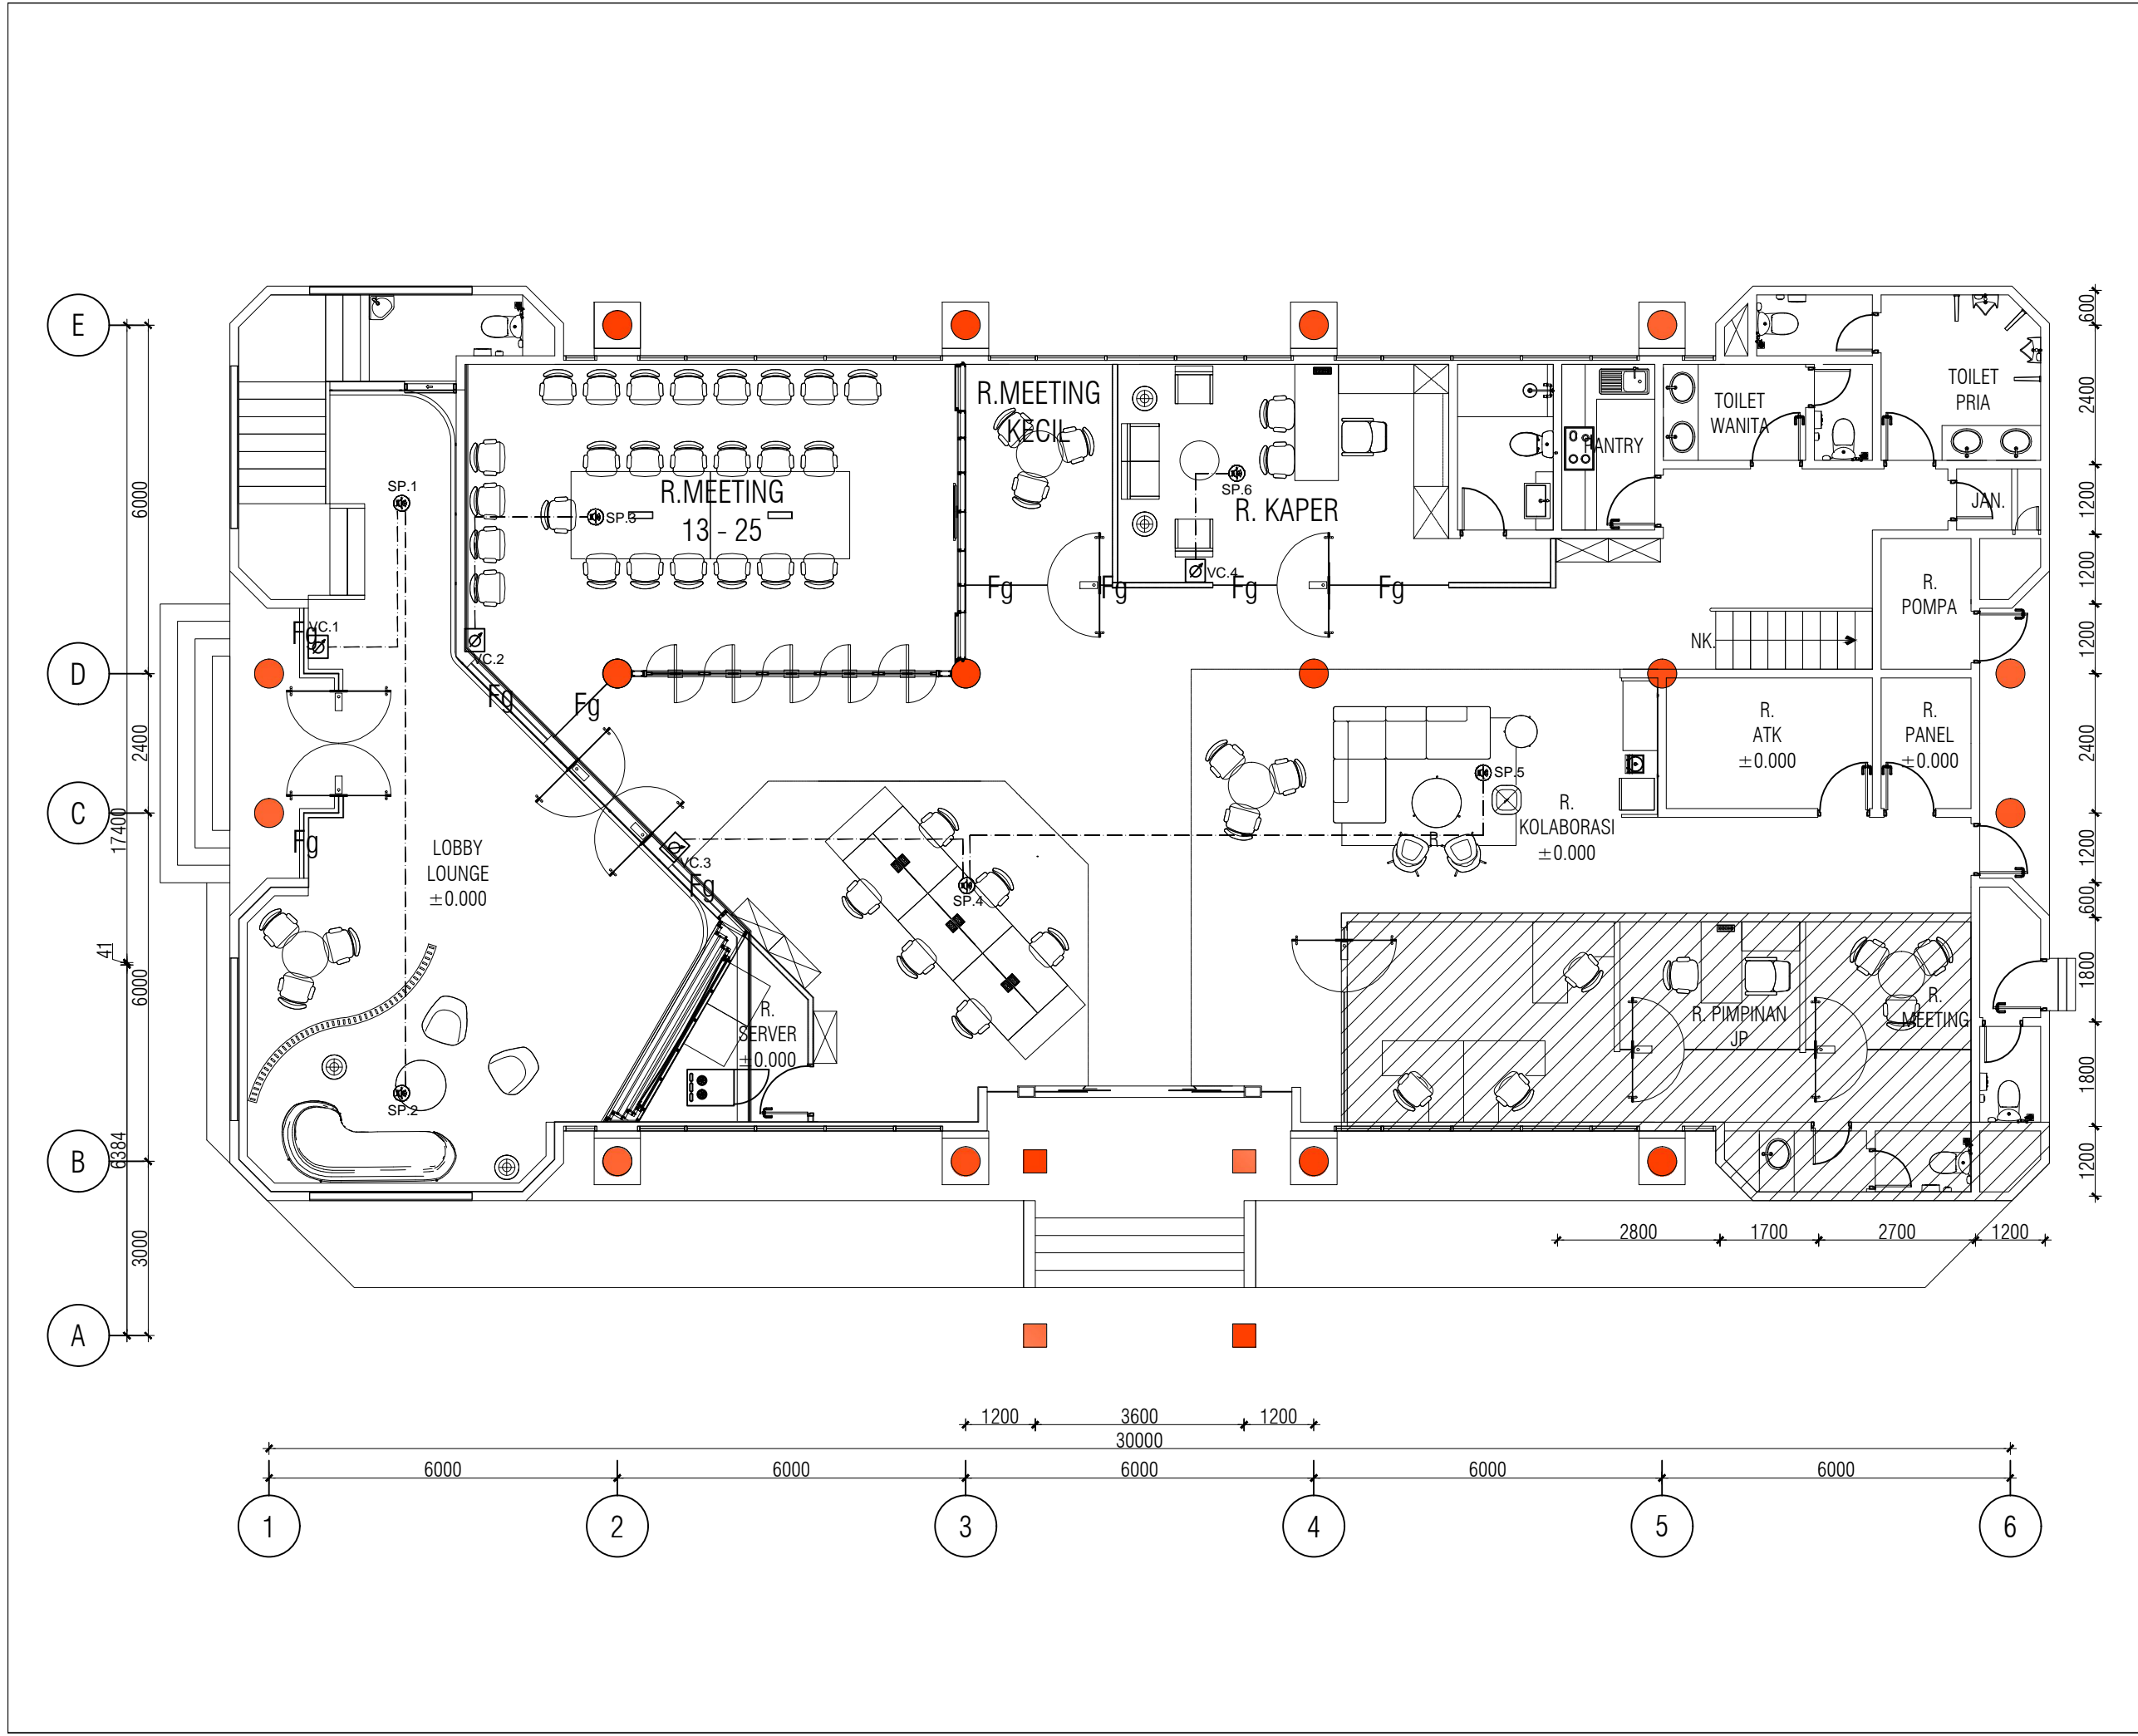 E
D
C
B
A
6000
2400
17400
41
6000
6384
3000
SP.1
SP.2
SP.3
SP.4
SP.5
SP.6
VC.1
VC.2
VC.3
VC.4
Fg
Fg
Fg
Fg
Fg
Fg
Fg
Fg
Fg
R.MEETING
13 - 25
R.MEETING
KECIL
R. KAPER
PANTRY
TOILET
WANITA
TOILET
PRIA
JAN.
R.
POMPA
NK.
R.
ATK
±0.000
R.
PANEL
±0.000
R.
KOLABORASI
±0.000
R.
LOBBY
LOUNGE
±0.000
R.
SERVER
±0.000
R. PIMPINAN
JP
R.
MEETING
600
2400
1200
1200
1200
2400
1200
600
1800
1800
1200
2800
1700
2700
1200
1200
3600
1200
30000
6000
6000
6000
6000
6000
1
2
3
4
5
6